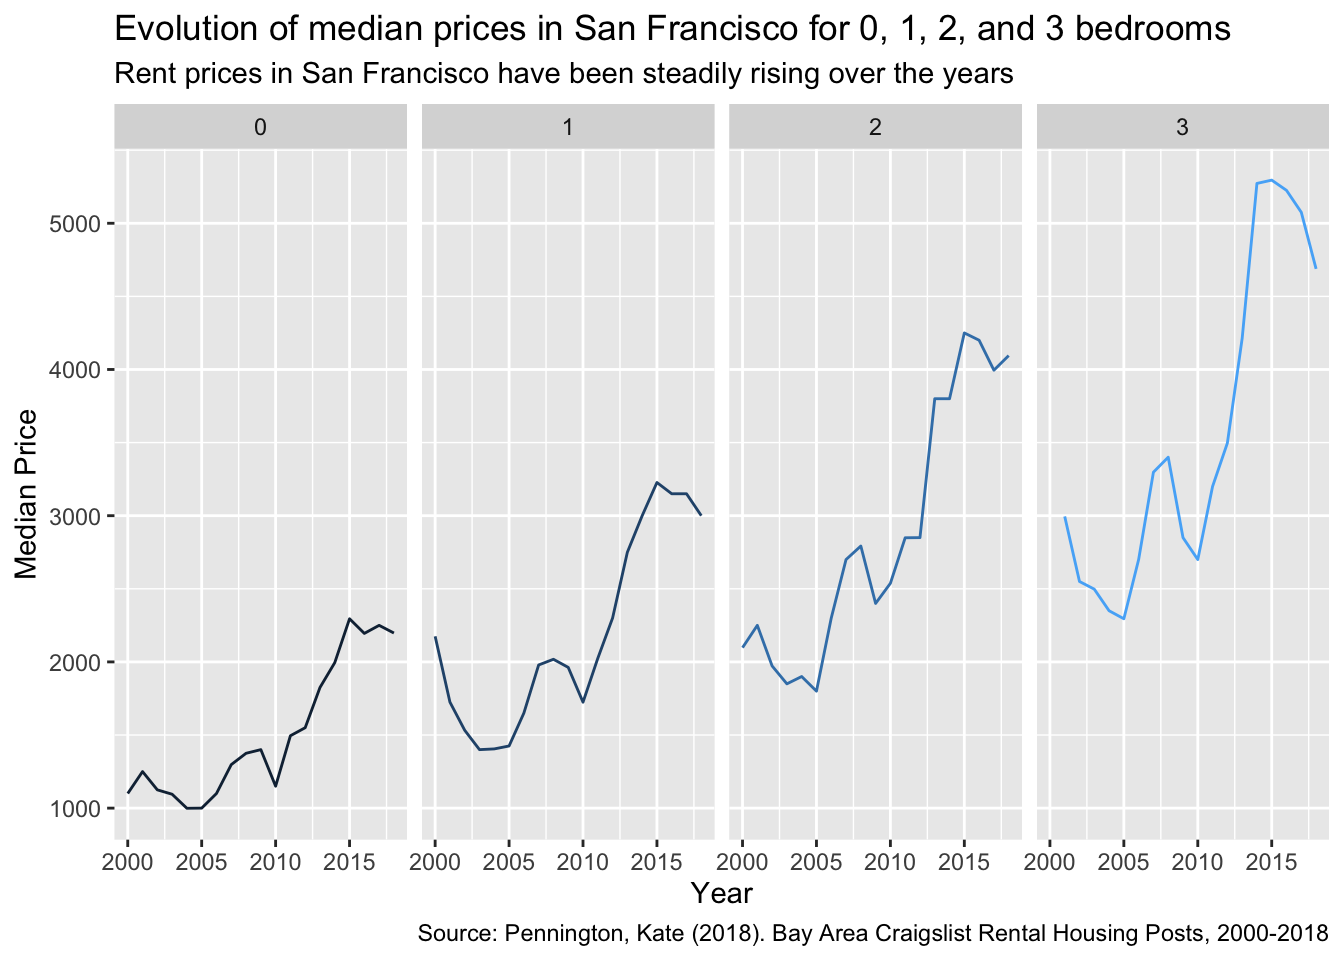 Evolution of median prices in San Francisco for 0, 1, 2, and 3 bedrooms
Rent prices in San Francisco have been steadily rising over the years
0 1 2 3
5000
4000
3000
2000
1000
Median Price
2000 2005 2010 2015 2000 2005 2010 2015 2000 2005 2010 2015 2000 2005 2010 2015
Year
Source: Pennington, Kate (2018). Bay Area Craigslist Rental Housing Posts, 2000-2018